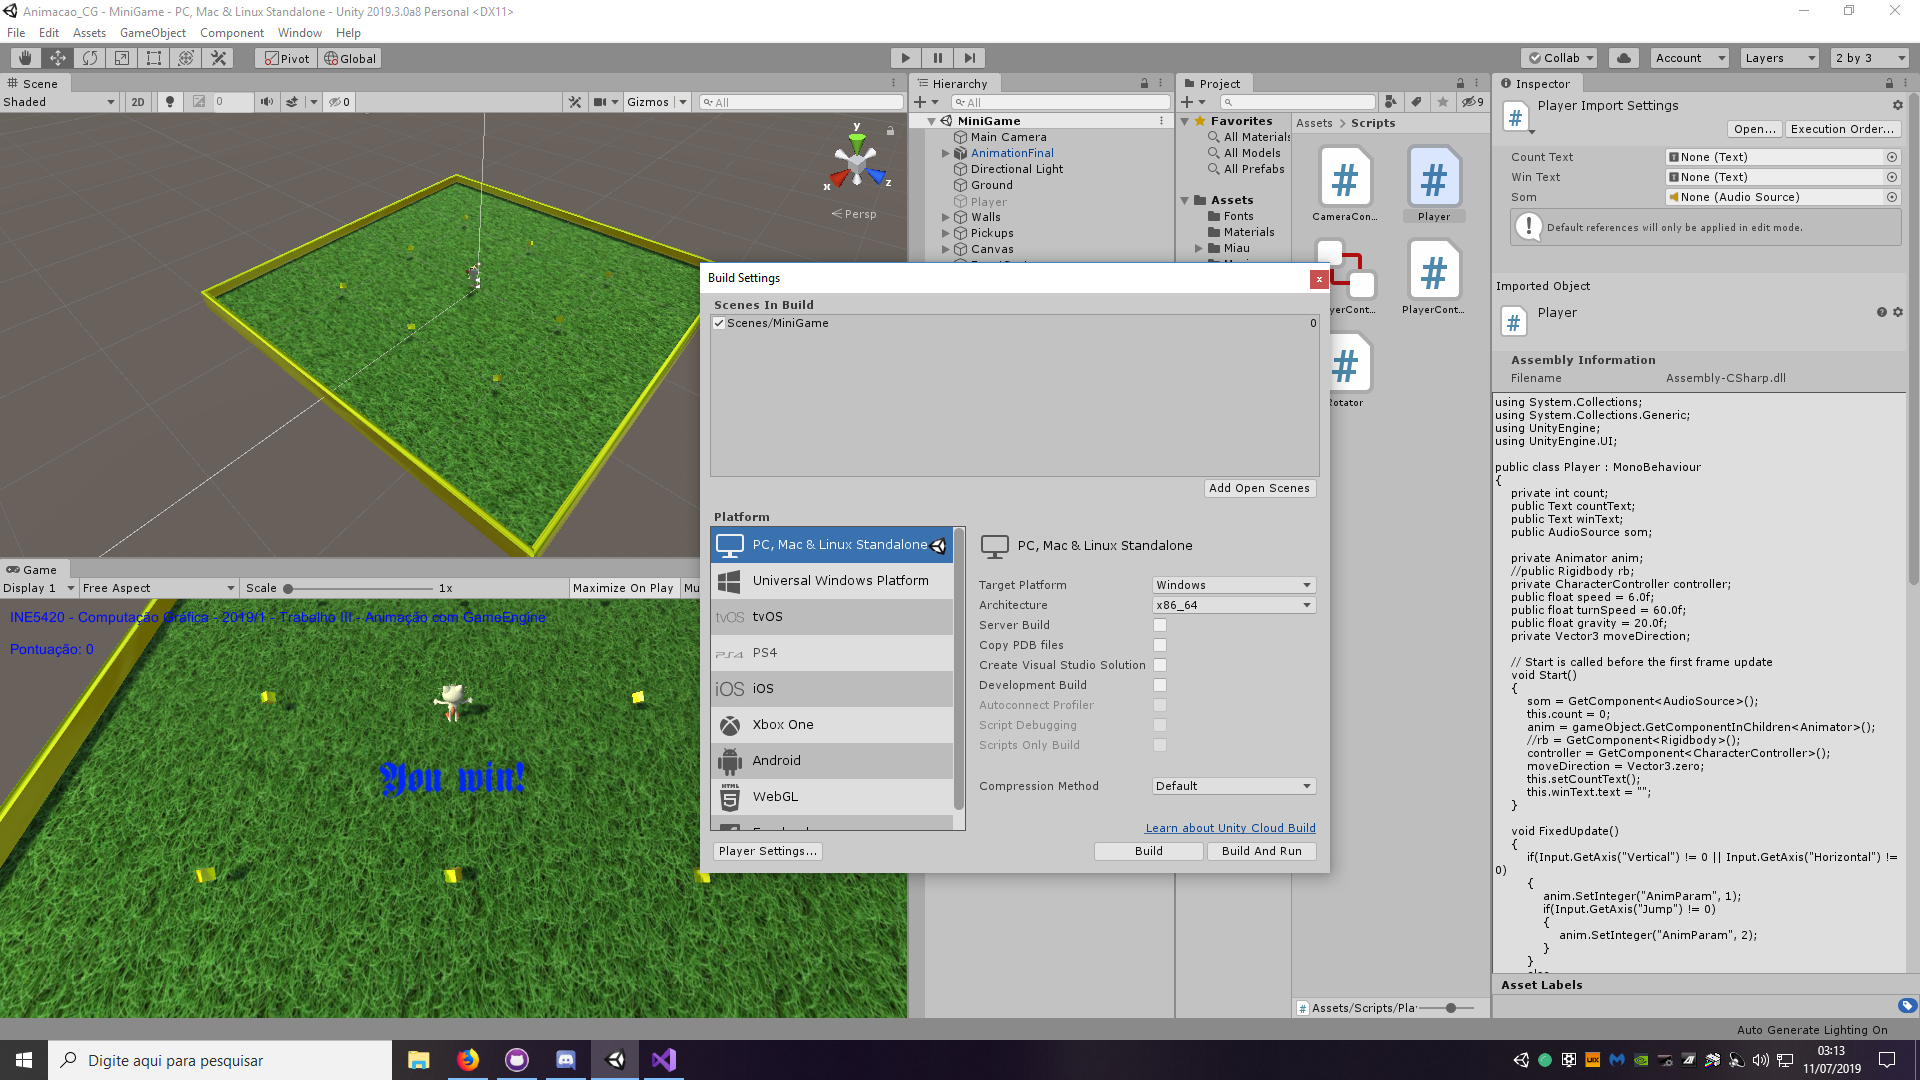 Animacao_CG - MiniGame - PC, Mac & Linux Standalone - Unity 2019.3.0a8 Personal <DX11>
File Edit Assets GameObject Component Window Help
Pivot Global
Collab Account Layers 2 by 3
Scene
Shaded 2D 0 0 Gizmos All
y
x z
Persp
Hierarchy
All
MiniGame
Main Camera
AnimationFinal
Directional Light
Ground
Player
Walls
Pickups
Canvas
Project
9
Favorites
All Materials
All Models
All Prefabs
Assets
Fonts
Materials
Miau
Assets > Scripts
CameraCon...
Player
yerCont...
PlayerCont...
Rotator
Assets/Scripts/Pla
Inspector
Player Import Settings
Open... Execution Order...
Count Text None (Text)
Win Text None (Text)
Som None (Audio Source)
Default references will only be applied in edit mode.
Imported Object
Player
Assembly Information
Filename Assembly-CSharp.dll
using System.Collections;
using System.Collections.Generic;
using UnityEngine;
using UnityEngine.UI;
public class Player : MonoBehaviour
{
private int count;
public Text countText;
public Text winText;
public AudioSource som;
private Animator anim;
//public Rigidbody rb;
private CharacterController controller;
public float speed = 6.0f;
public float turnSpeed = 60.0f;
public float gravity = 20.0f;
private Vector3 moveDirection;
// Start is called before the first frame update
void Start()
{
som = GetComponent<AudioSource>();
this.count = 0;
anim = gameObject.GetComponentInChildren<Animator>();
//rb = GetComponent<Rigidbody>();
controller = GetComponent<CharacterController>();
moveDirection = Vector3.zero;
this.setCountText();
this.winText.text = "";
}
void FixedUpdate()
{
if(Input.GetAxis("Vertical") != 0 || Input.GetAxis("Horizontal") !=
0)
{
anim.SetInteger("AnimParam", 1);
if(Input.GetAxis("Jump") != 0)
{
anim.SetInteger("AnimParam", 2);
}
}
Asset Labels
Build Settings
Scenes In Build
Scenes/MiniGame 0
Add Open Scenes
Platform
PC, Mac & Linux Standalone
Universal Windows Platform
tvOS tvOS
PS4 PS4
iOS iOS
Xbox One
Android
HTML 5 WebGL
PC, Mac & Linux Standalone
Target Platform Windows
Architecture x86_64
Server Build
Copy PDB files
Create Visual Studio Solution
Development Build
Autoconnect Profiler
Script Debugging
Scripts Only Build
Compression Method Default
Learn about Unity Cloud Build
Player Settings... Build Build And Run
Game
Display 1 Free Aspect Scale 1x Maximize On Play Mu
INE5420 - Computação Gráfica - 2019/1 - Trabalho III - Animação com GameEngine
Pontuação: 0
You win!
Auto Generate Lighting On
Digite aqui para pesquisar
03:13
11/07/2019